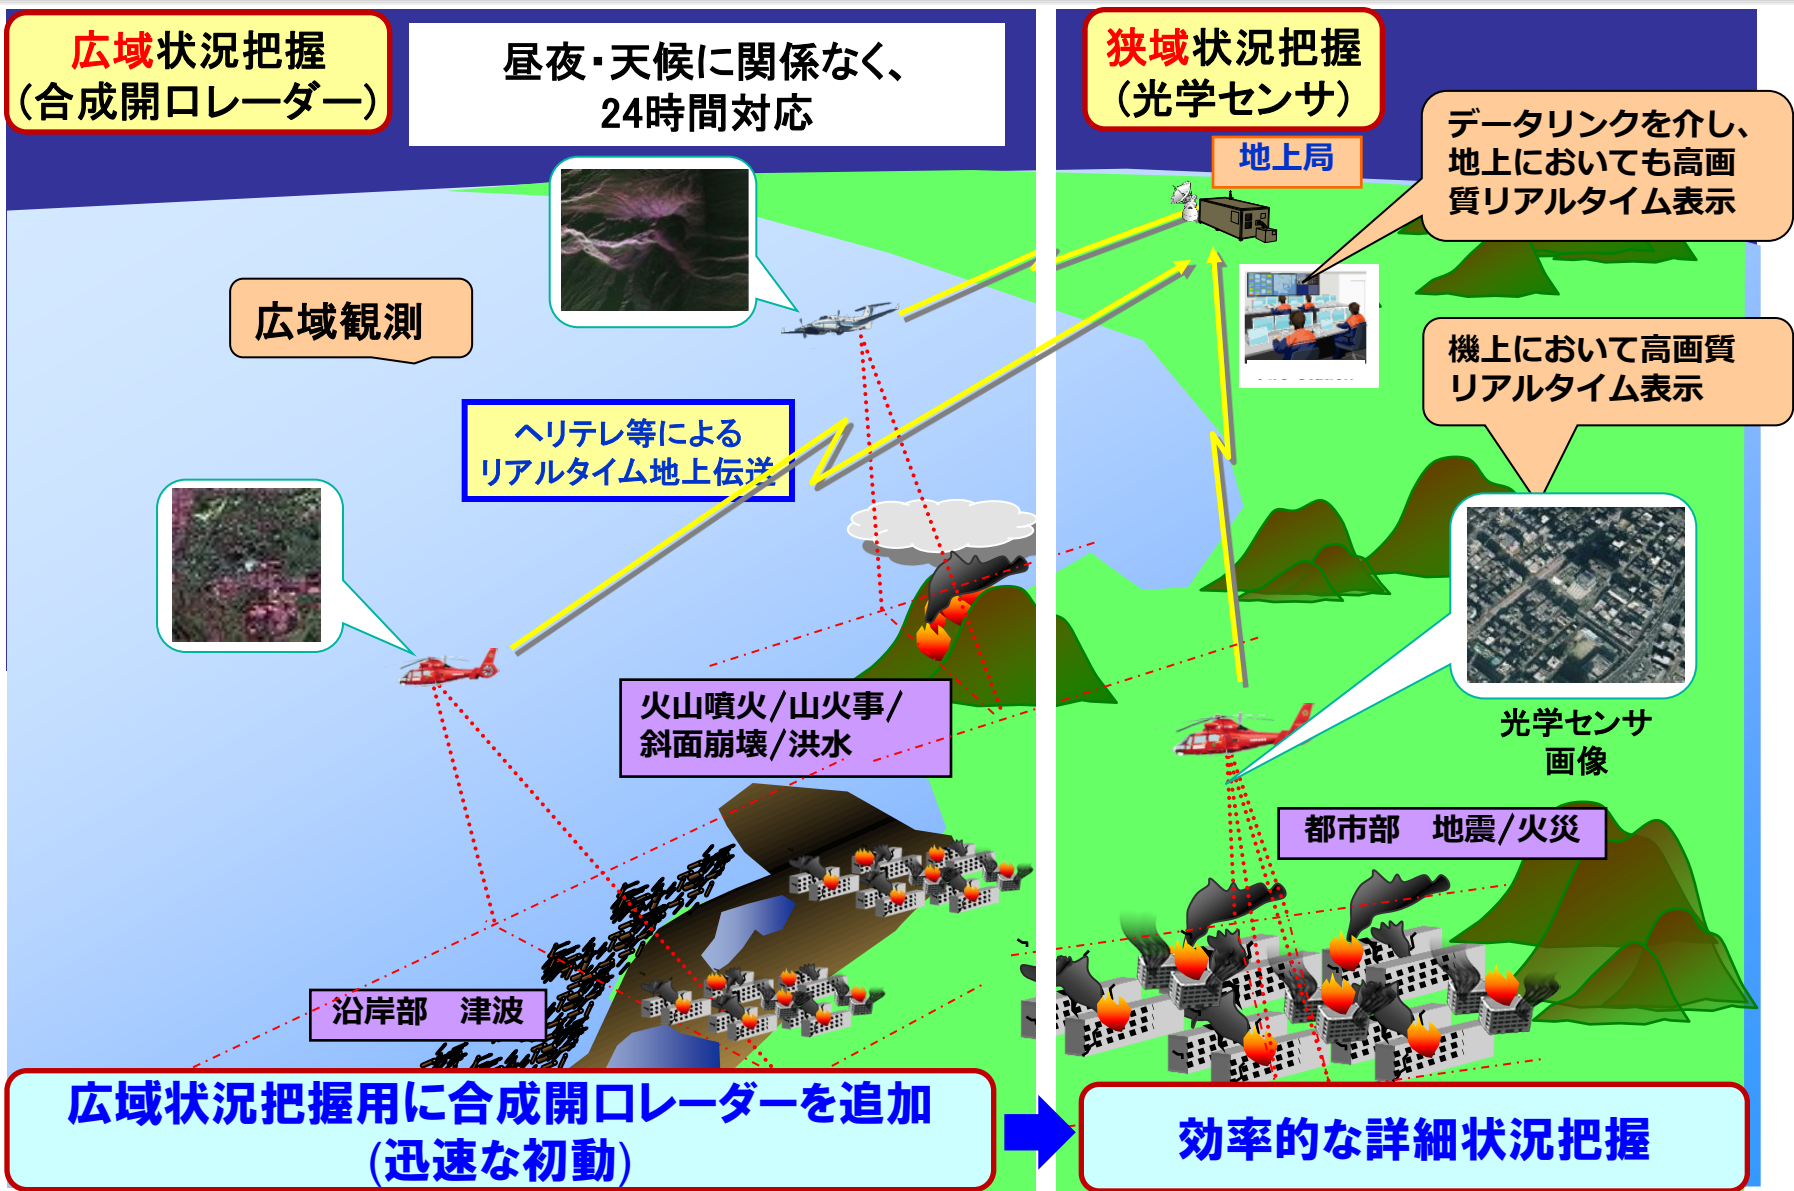 広域状況把握
(合成開口レーダー)
昼夜・天候に関係なく、
24時間対応
広域観測
ヘリテレ等による
リアルタイム地上伝送
火山噴火/山火事/
斜面崩壊/洪水
沿岸部　津波
広域状況把握用に合成開口レーダーを追加
(迅速な初動)
狭域状況把握
(光学センサ)
地上局
データリンクを介し、
地上においても高画
質リアルタイム表示
機上において高画質
リアルタイム表示
光学センサ
画像
都市部　地震/火災
効率的な詳細状況把握